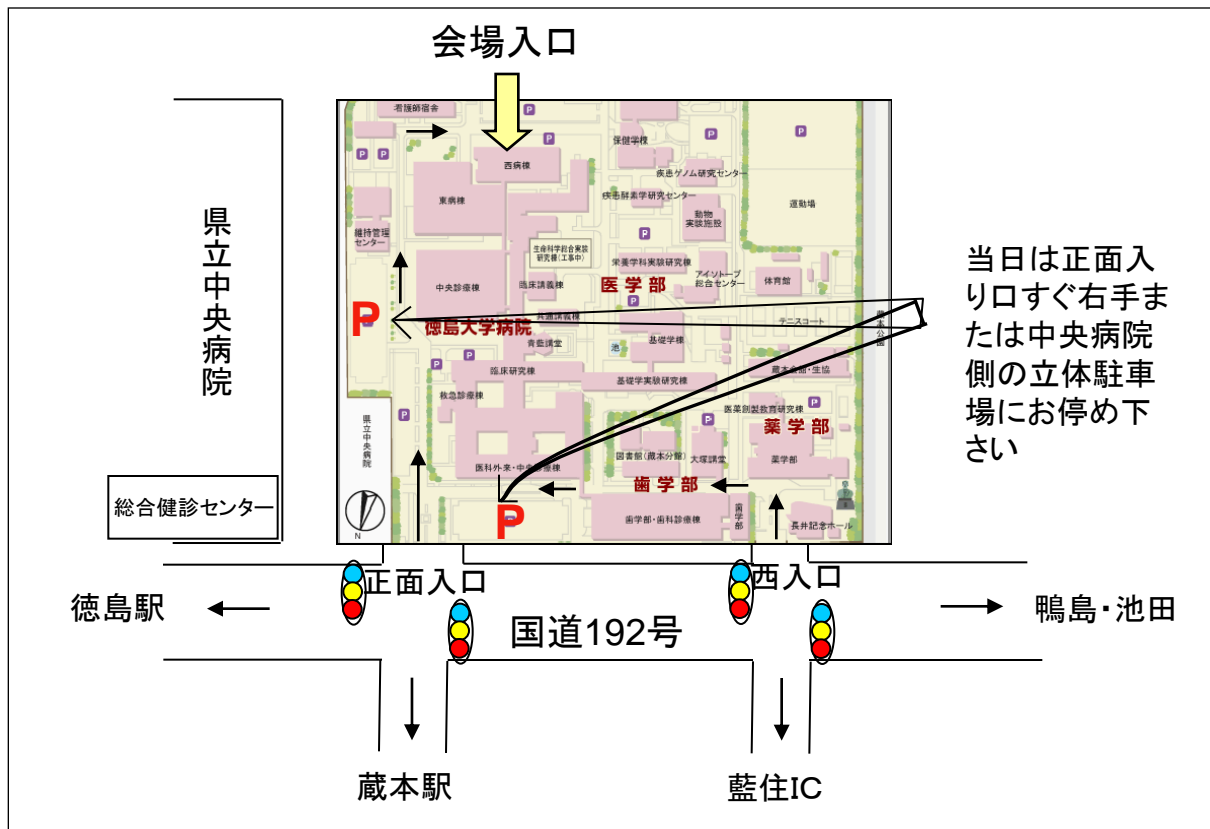 会場入口
看護師宿舎
P
P
P
P
P
P
西病棟
保健学棟
疾患ゲノム研究センター
東病棟
疾患酵素学研究センター
動物
実験施設
運動場
県立中央病院
維持管理
センター
P
生命科学総合実験
研究棟(工事中)
栄養学科実験研究棟
アイソトープ
総合センター
体育館
医学部
臨床講義棟
中央診療棟
当日は正面入
り口すぐ右手ま
たは中央病院
側の立体駐車
場にお停め下
さい
P
P
徳島大学病院
共通講義棟
テニスコート
蔵本公園
青藍講堂
池
基礎学棟
P
P
臨床研究棟
基礎学実験研究棟
蔵本会館・生協
救急診療棟
P
医薬創製教育研究棟
P
P
薬学部
県立中央病院
図書館(蔵本分館)
大塚講堂
薬学部
医科外来・中央診療棟
歯学部
総合健診センター
N
P
歯学部・歯科診療棟
歯学部
長井記念ホール
正面入口
西入口
徳島駅
国道192号
鴨島・池田
蔵本駅
藍住IC